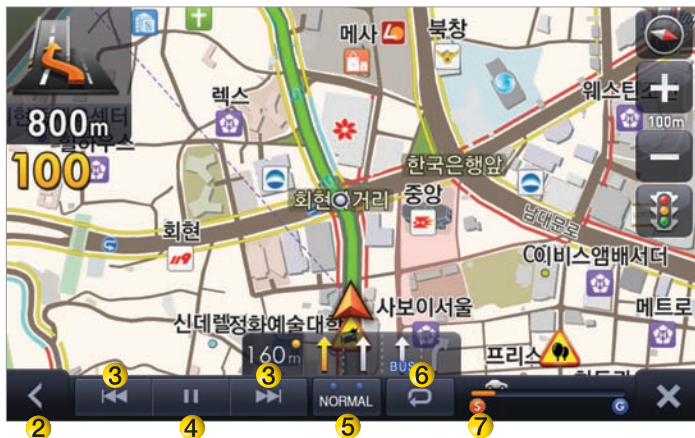 메사
북창
800m
100
렉스
웨스틴
100m
한국은행앞
회현 거리
중앙
남대문로
회현
119
이비스앰배서더
사보이서울
메트로
신데렐
정화예술대학
160m
BUS
프리스
NORMAL
S
G
2
3
4
3
5
6
7